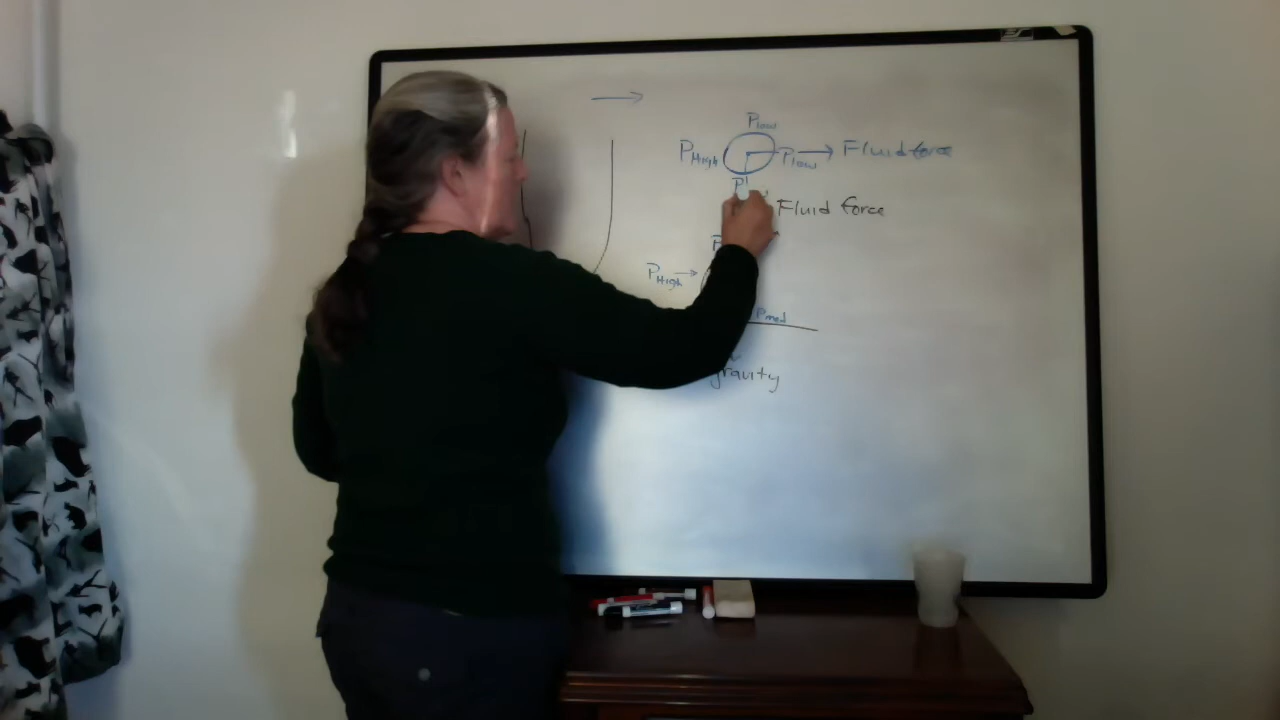 Plow
PHigh Plow Fluid force
Fluid force
PHigh
Pmed
gravity